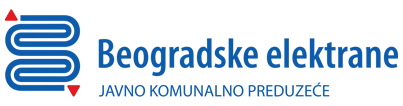 Beogradske elektrane
JAVNO KOMUNALNO PREDUZEĆE